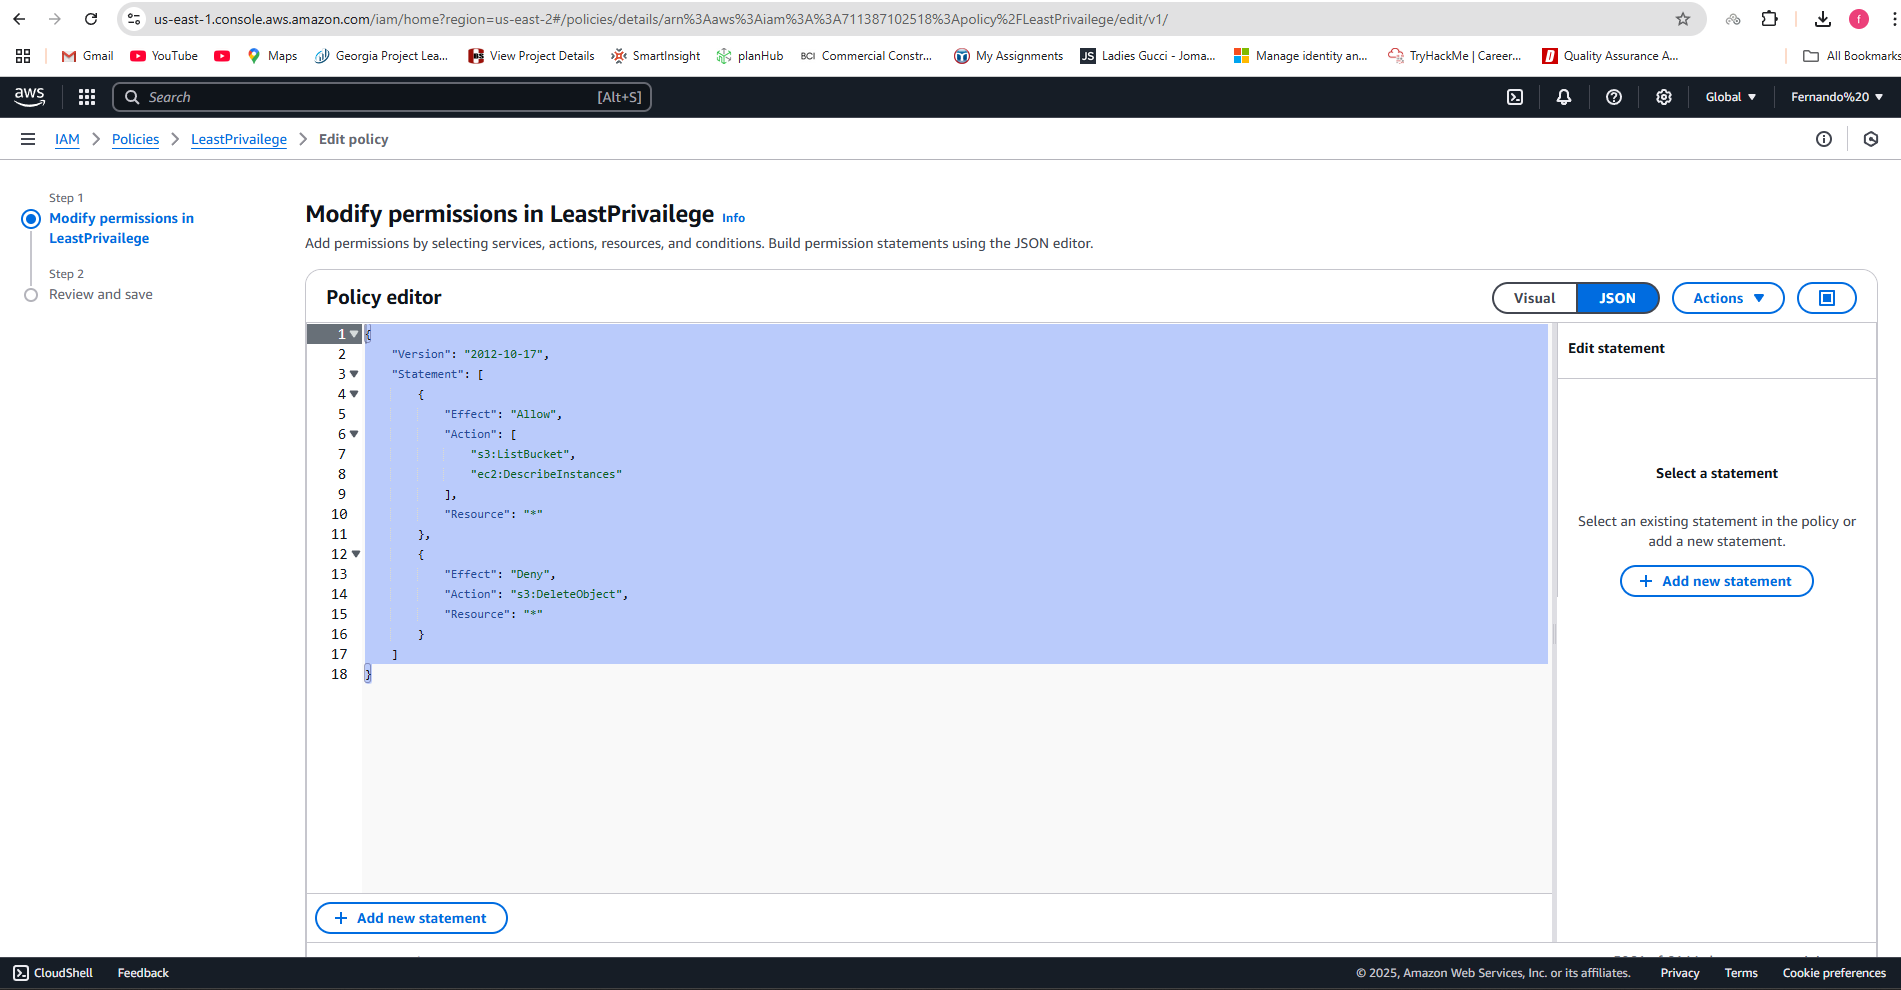 us-east-1.console.aws.amazon.com/iam/home?region=us-east-2#/policies/details/arn%3Aaws%3Aiam%3A%3A711387102518%3Apolicy%2FLeastPrivailege/edit/v1/
f
Gmail YouTube Maps Georgia Project Lea... View Project Details SmartInsight planHub BCI Commercial Constr... My Assignments JS Ladies Gucci - Joma... Manage identity an... TryHackMe | Career... Quality Assurance A... All Bookmarks
aws Search [Alt+S] Global Fernando%20
IAM Policies LeastPrivailege Edit policy
Step 1
Modify permissions in
LeastPrivailege
Step 2
Review and save
Modify permissions in LeastPrivailege Info
Add permissions by selecting services, actions, resources, and conditions. Build permission statements using the JSON editor.
Policy editor Visual JSON Actions
1 {
2 "Version": "2012-10-17",
3 "Statement": [
4 {
5 "Effect": "Allow",
6 "Action": [
7 "s3:ListBucket",
8 "ec2:DescribeInstances"
9 ],
10 "Resource": "*"
11 },
12 {
13 "Effect": "Deny",
14 "Action": "s3:DeleteObject",
15 "Resource": "*"
16 }
17 ]
18 }
Edit statement
Select a statement
Select an existing statement in the policy or
add a new statement.
+ Add new statement
+ Add new statement
CloudShell Feedback © 2025, Amazon Web Services, Inc. or its affiliates. Privacy Terms Cookie preferences